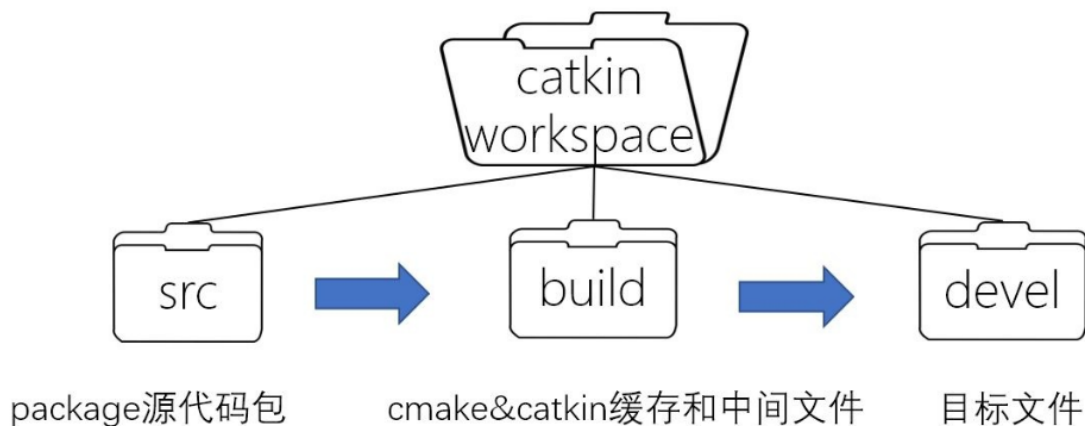 catkin
workspace
src
build
devel
package源代码包
cmake&catkin缓存和中间文件
目标文件